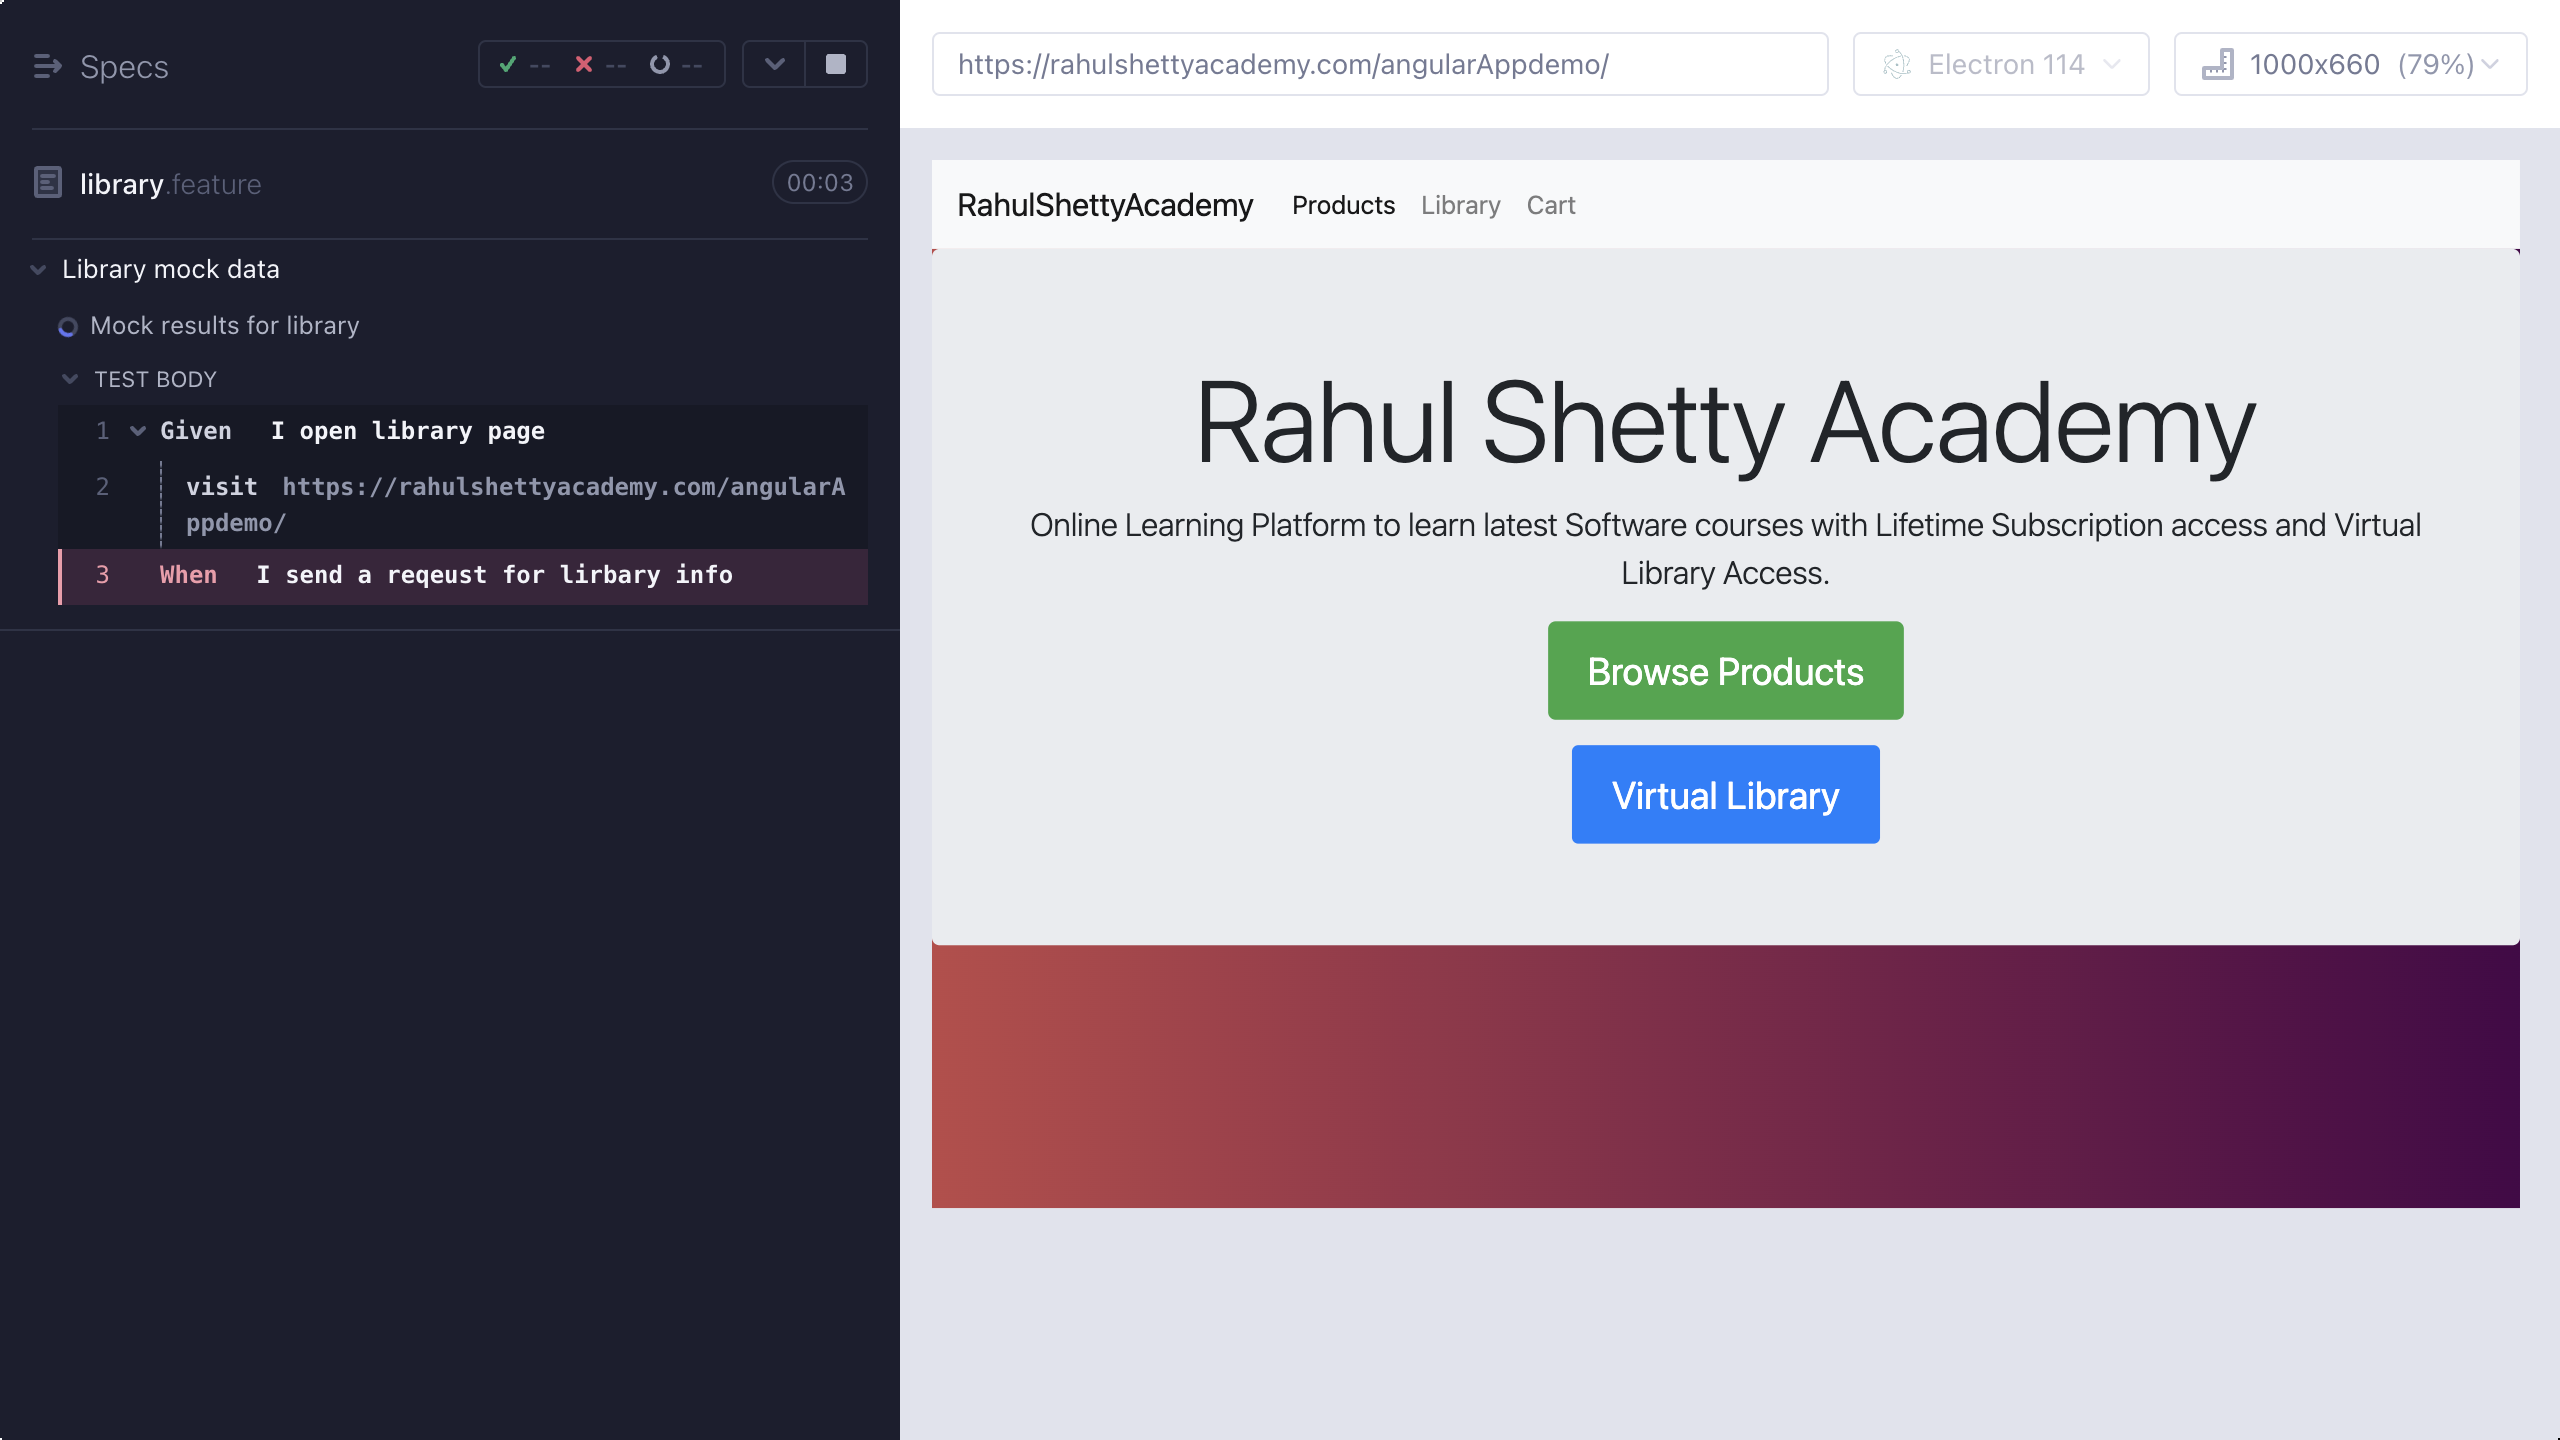 Specs
-- -- --
library.feature
00:03
Library mock data
Mock results for library
TEST BODY
1 Given I open library page
2 visit https://rahulshettyacademy.com/angularA
ppdemo/
3 When I send a reqeust for lirbary info
https://rahulshettyacademy.com/angularAppdemo/
Electron 114
1000x660 (79%)
RahulShettyAcademy Products Library Cart
Rahul Shetty Academy
Online Learning Platform to learn latest Software courses with Lifetime Subscription access and Virtual
Library Access.
Browse Products
Virtual Library